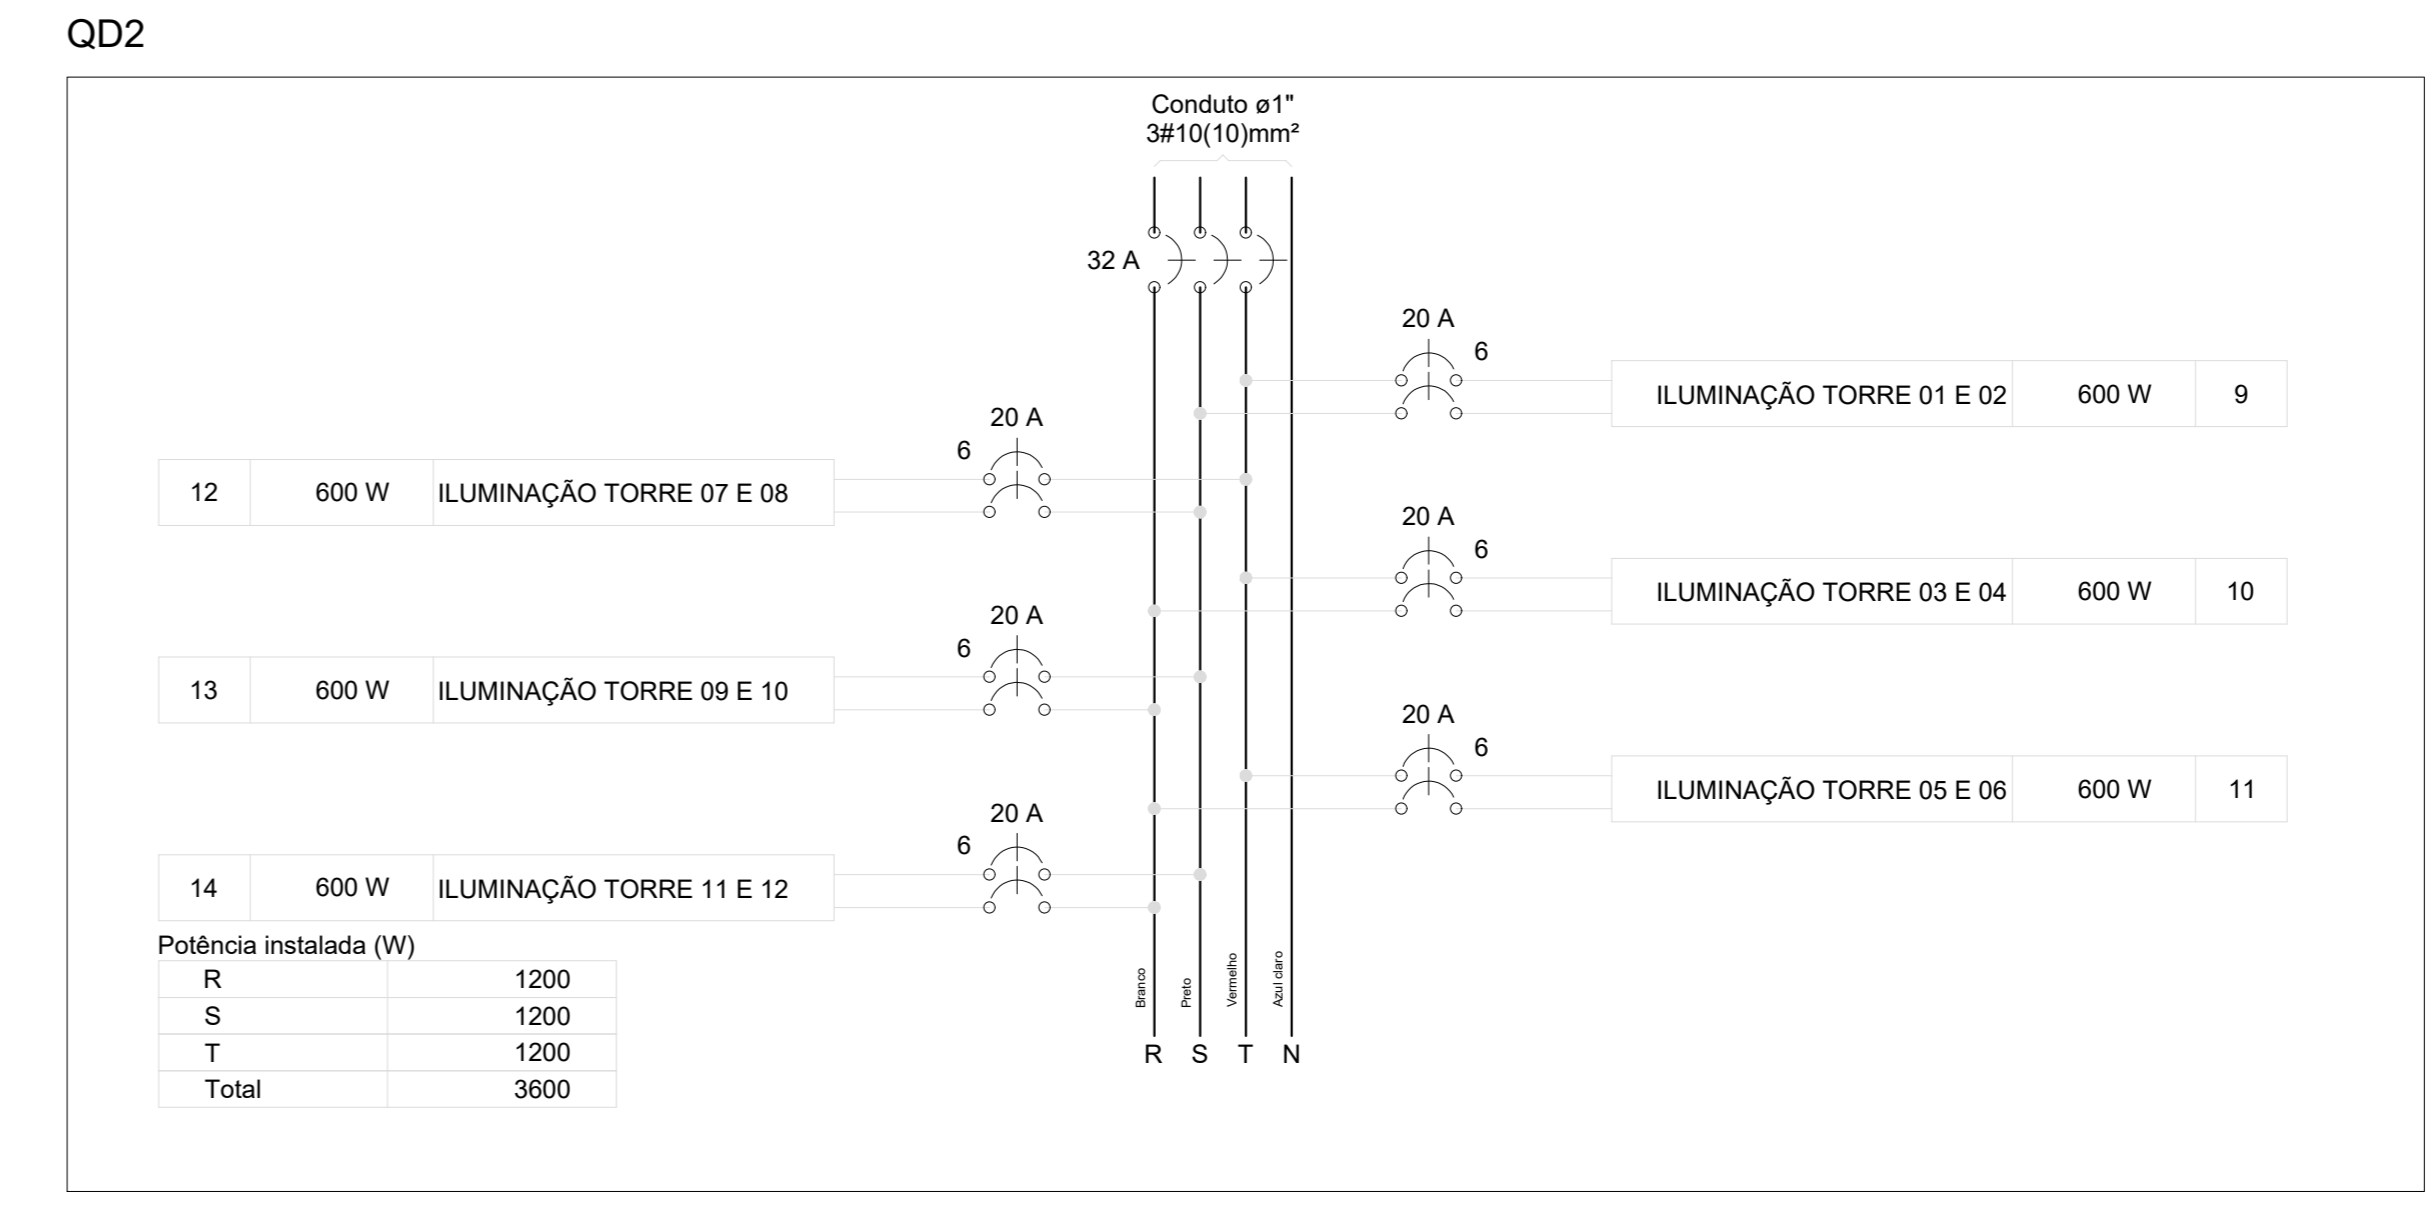 QD2
Conduto ø1"
3#10(10)mm²
32 A
20 A
6
ILUMINAÇÃO TORRE 01 E 02 600 W 9
20 A
6
12 600 W ILUMINAÇÃO TORRE 07 E 08
20 A
6
ILUMINAÇÃO TORRE 03 E 04 600 W 10
20 A
6
13 600 W ILUMINAÇÃO TORRE 09 E 10
20 A
6
ILUMINAÇÃO TORRE 05 E 06 600 W 11
20 A
6
14 600 W ILUMINAÇÃO TORRE 11 E 12
Potência instalada (W)
R 1200
S 1200
T 1200
Total 3600
Branco
Preto
Vermelho
Azul claro
R S T N